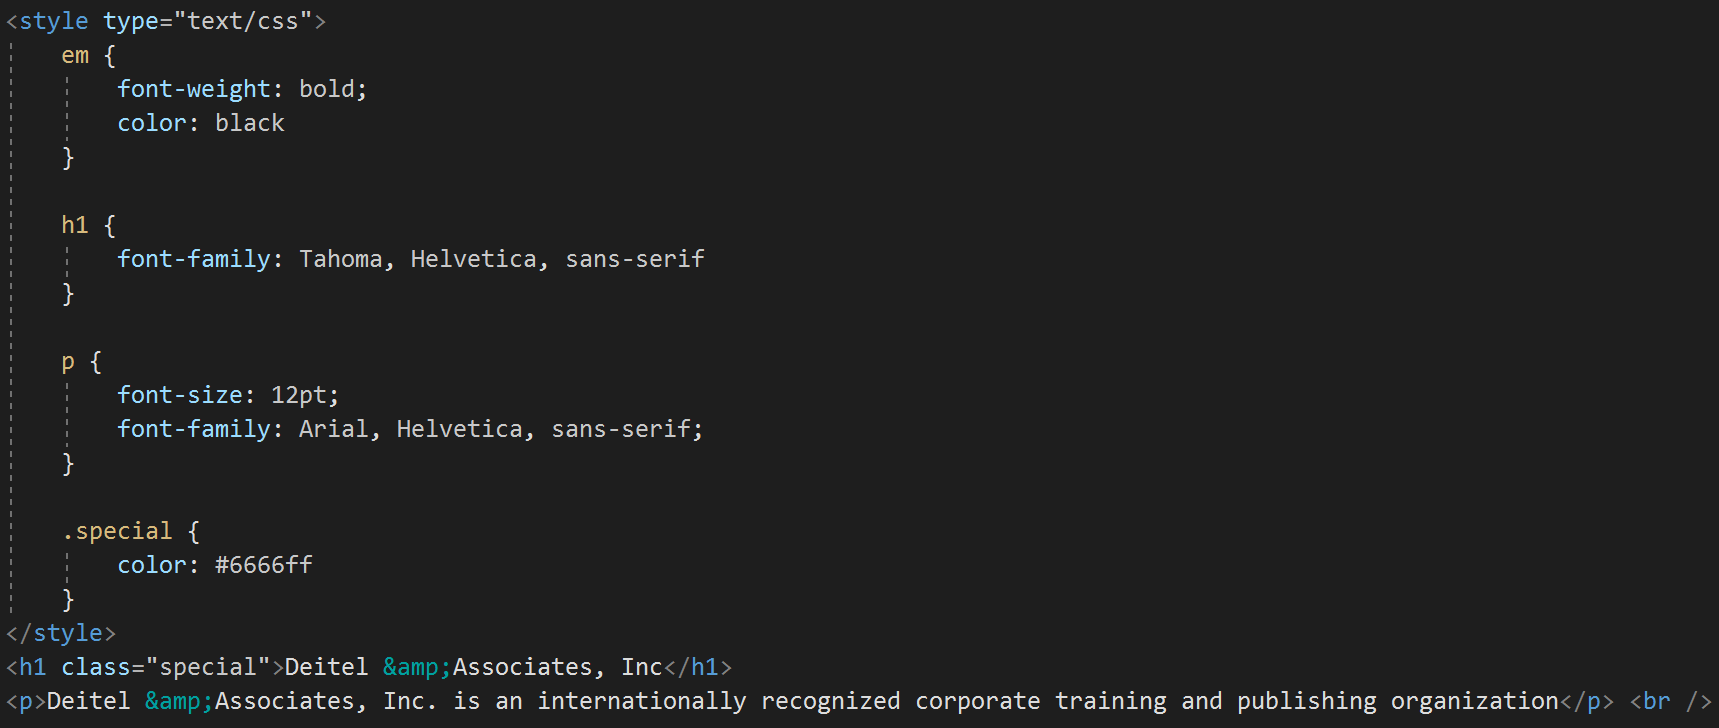 <style type="text/css">
    em {
        font-weight: bold;
        color: black
    }

    h1 {
        font-family: Tahoma, Helvetica, sans-serif
    }

    p {
        font-size: 12pt;
        font-family: Arial, Helvetica, sans-serif;
    }

    .special {
        color: #6666ff
    }
</style>
<h1 class="special">Deitel &amp;Associates, Inc</h1>
<p>Deitel &amp;Associates, Inc. is an internationally recognized corporate training and publishing organization</p> <br />